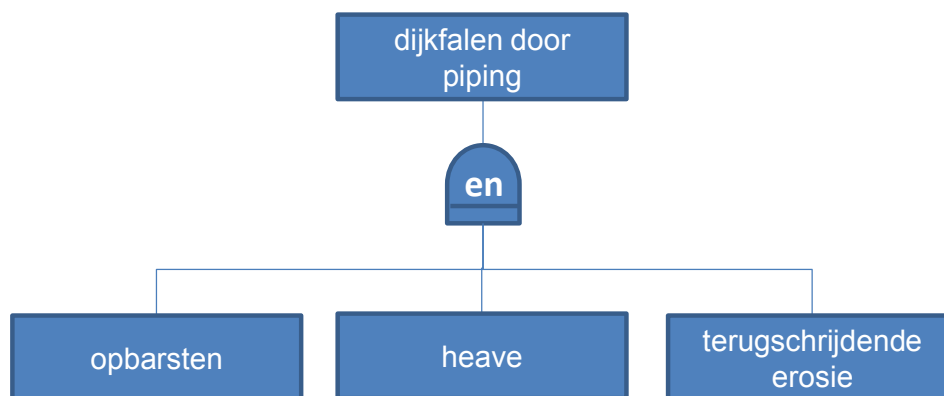 dijkfalen door
piping
en
opbarsten
heave
terugschrijdende
erosie